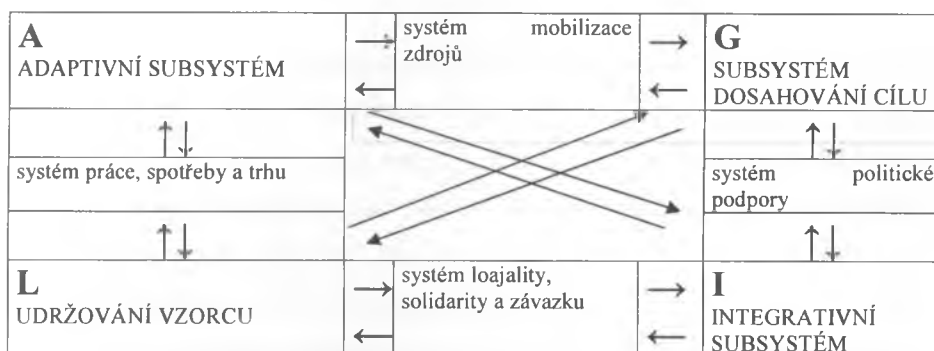 A
ADAPTIVNÍ SUBSYSTÉM
systém mobilizace
zdrojů
G
SUBSYSTÉM
DOSAHOVÁNÍ CÍLU
systém práce, spotřeby a trhu
systém politické
podpory
L
UDRŽOVÁNÍ VZORCU
systém loajality,
solidarity a závazku
I
INTEGRATIVNÍ
SUBSYSTÉM